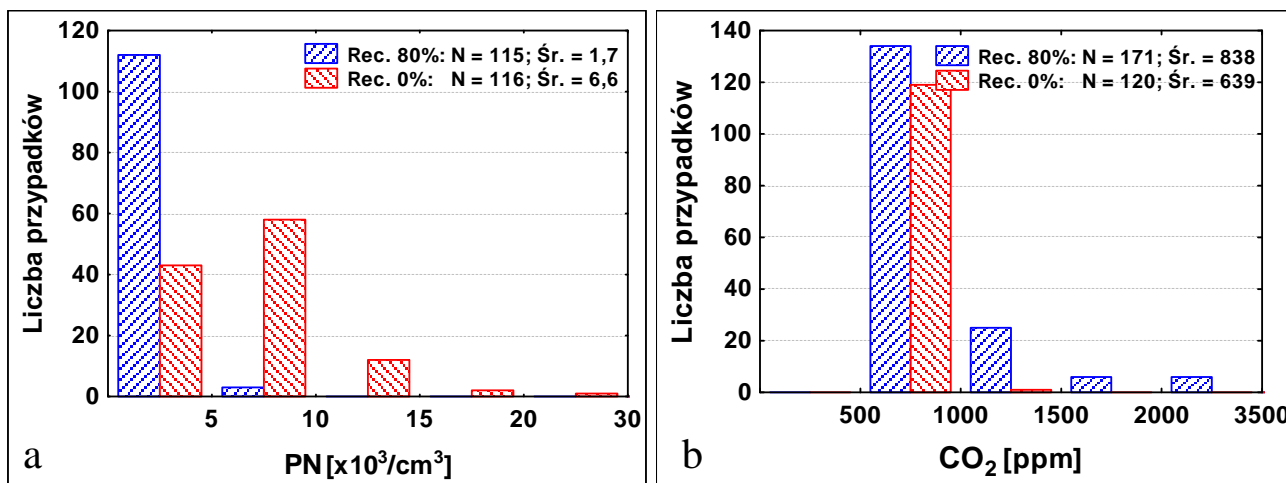 Liczba przypadków
120
100
80
60
40
20
0
Rec. 80%: N = 115; Śr. = 1,7
Rec. 0%: N = 116; Śr. = 6,6
5
10
15
20
30
PN [x10³/cm³]
a
Liczba przypadków
140
120
100
80
60
40
20
0
Rec. 80%: N = 171; Śr. = 838
Rec. 0%: N = 120; Śr. = 639
500
1000
1500
2000
3500
CO₂ [ppm]
b